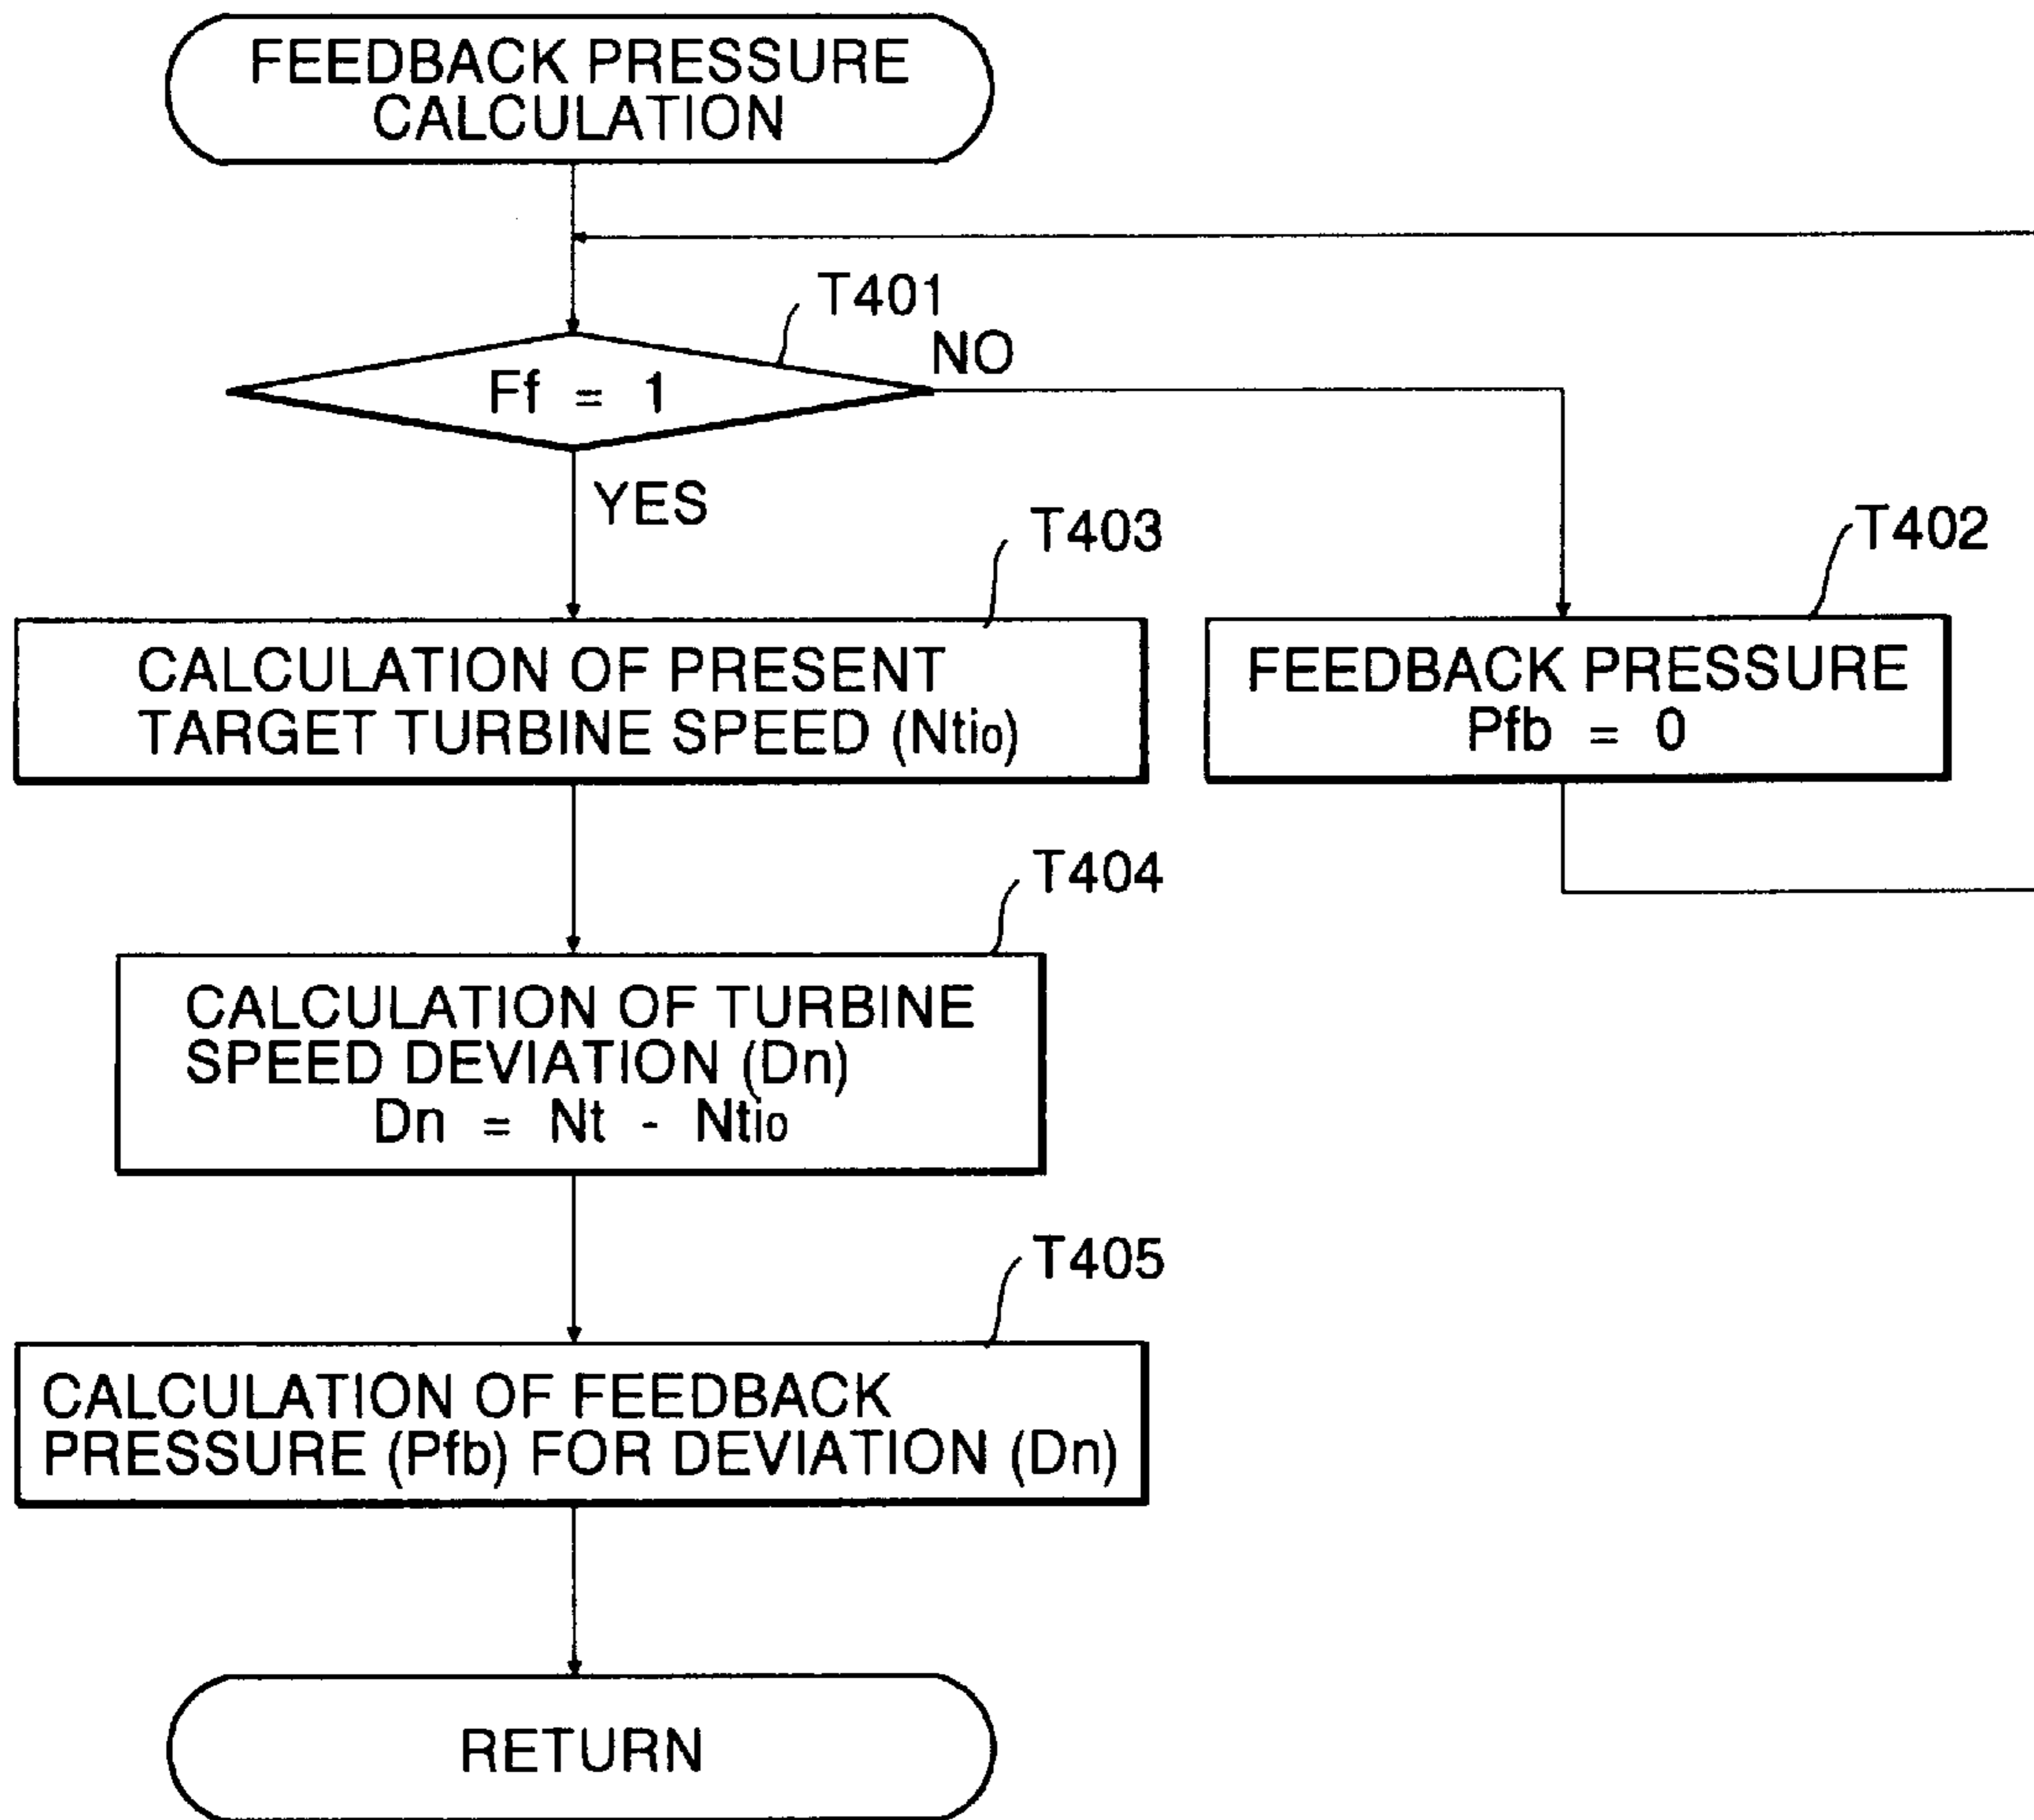 FEEDBACK PRESSURE
CALCULATION
T401
NO
Ff = 1
YES
T403
T402
CALCULATION OF PRESENT
TARGET TURBINE SPEED (Ntio)
FEEDBACK PRESSURE
Pfb = 0
T404
CALCULATION OF TURBINE
SPEED DEVIATION (Dn)
Dn = Nt - Ntio
T405
CALCULATION OF FEEDBACK
PRESSURE (Pfb) FOR DEVIATION (Dn)
RETURN